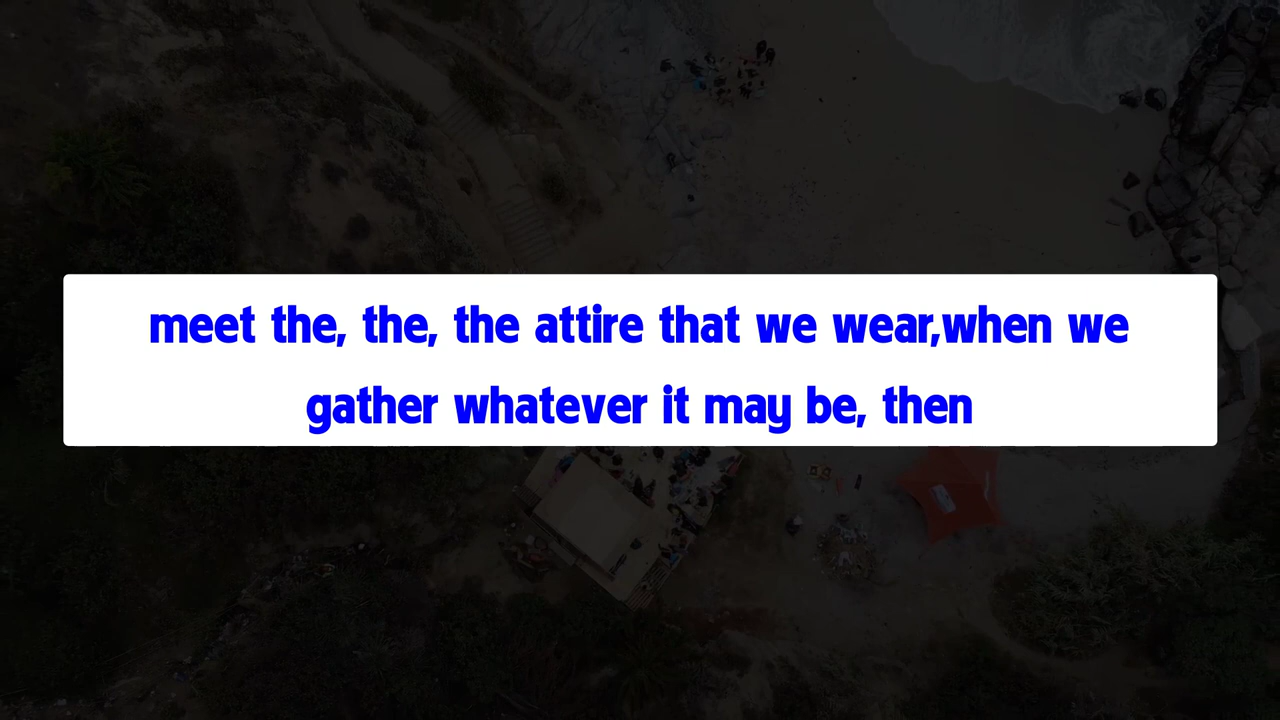 meet the, the, the attire that we wear,when we
gather whatever it may be, then